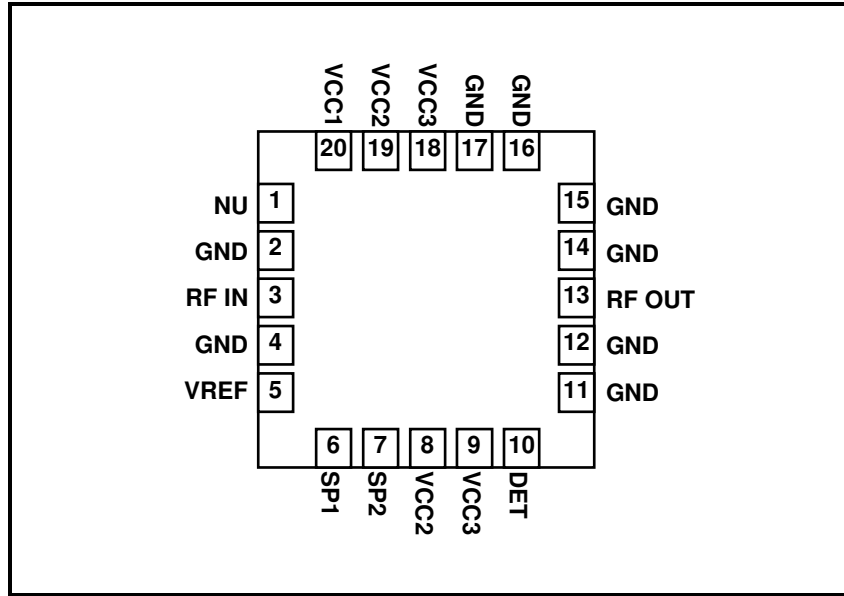 VCC1 VCC2 VCC3 GND GND
20 19 18 17 16
NU 1 15 GND
GND 2 14 GND
RF IN 3 13 RF OUT
GND 4 12 GND
VREF 5 11 GND
6 7 8 9 10
SP1 SP2 VCC2 VCC3 DET